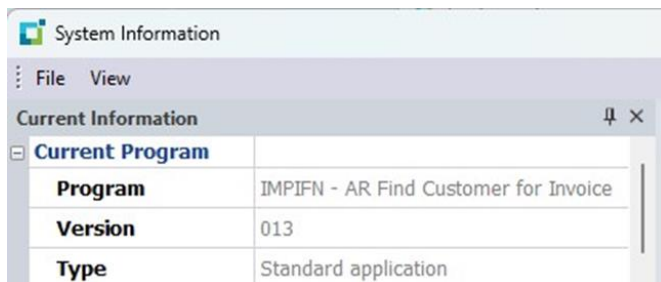 System Information
File View
Current Information
Current Program
Program IMPIFN - AR Find Customer for Invoice
Version 013
Type Standard application